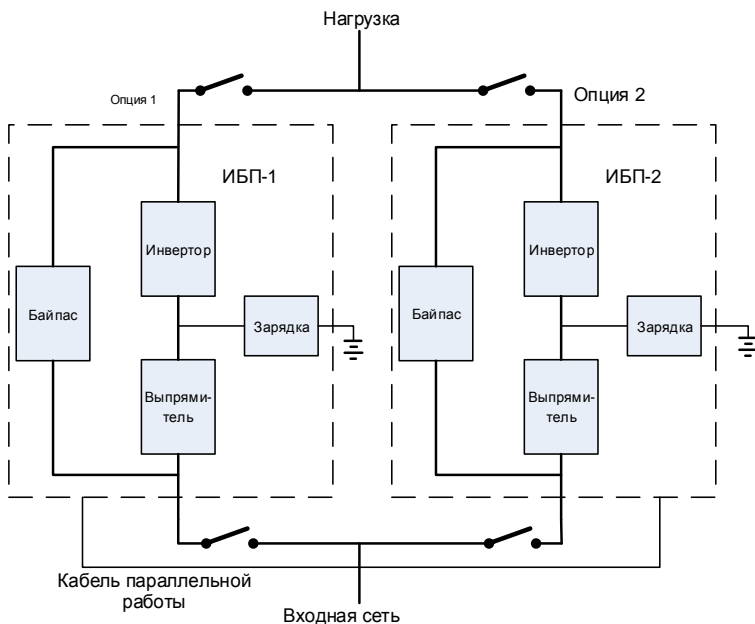 Нагрузка
Опция 1
Опция 2
ИБП-1
ИБП-2
Инвертор
Инвертор
Байпас
Зарядка
Байпас
Зарядка
Выпрями-
тель
Выпрями-
тель
Кабель параллельной
работы
Входная сеть